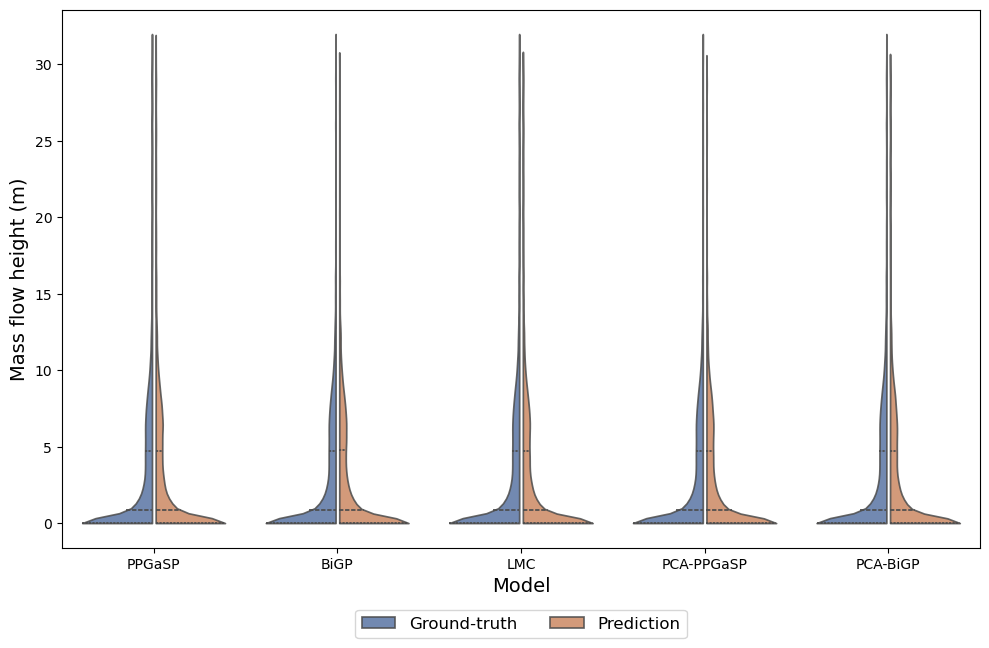 Mass flow height (m)
30
25
20
15
10
5
0
PPGaSP BiGP LMC PCA-PPGaSP PCA-BiGP
Model
Ground-truth Prediction